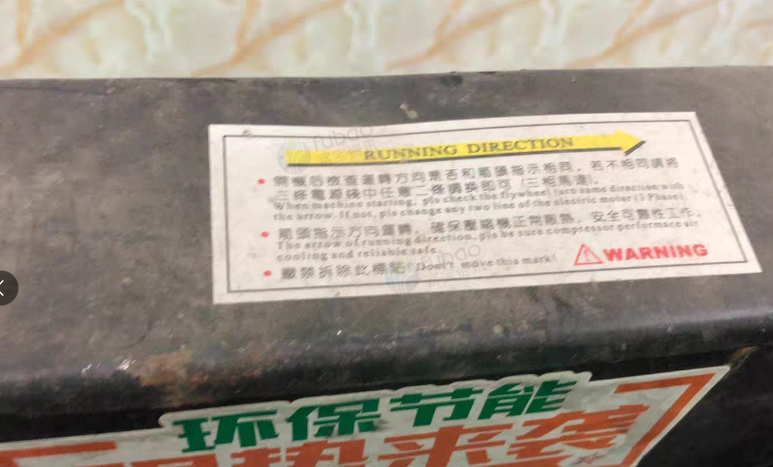 RUNNING DIRECTION
• 開機后檢查運轉方向是否和箭頭指示相同，若不相同請將
三條電源綫中任意二條調換即可（三相馬達）.
When machine starting, pls check the flywheel turn same direction with
the arrow. If not, pls change any two line of the electric motor(3 Phase)
• 箭頭指示方向運轉，確保壓縮機正常散熱，安全可靠性工作.
The arrow of running direction, pls be sure compressor performace air
cooling and reliable safe
• 嚴禁拆除此標貼! Don't move this mark!
WARNING
fubao
fubao
环保节能
来袭